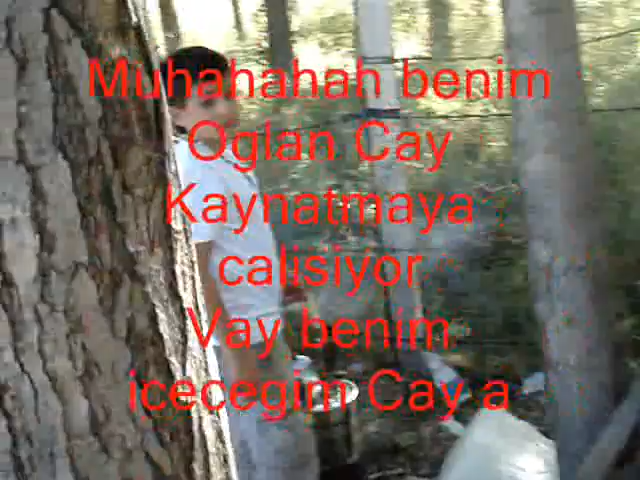 Muhahahah benim
Oglan Cay
Kaynatmaya
calisiyor
Vay benim
icecegim Cay a